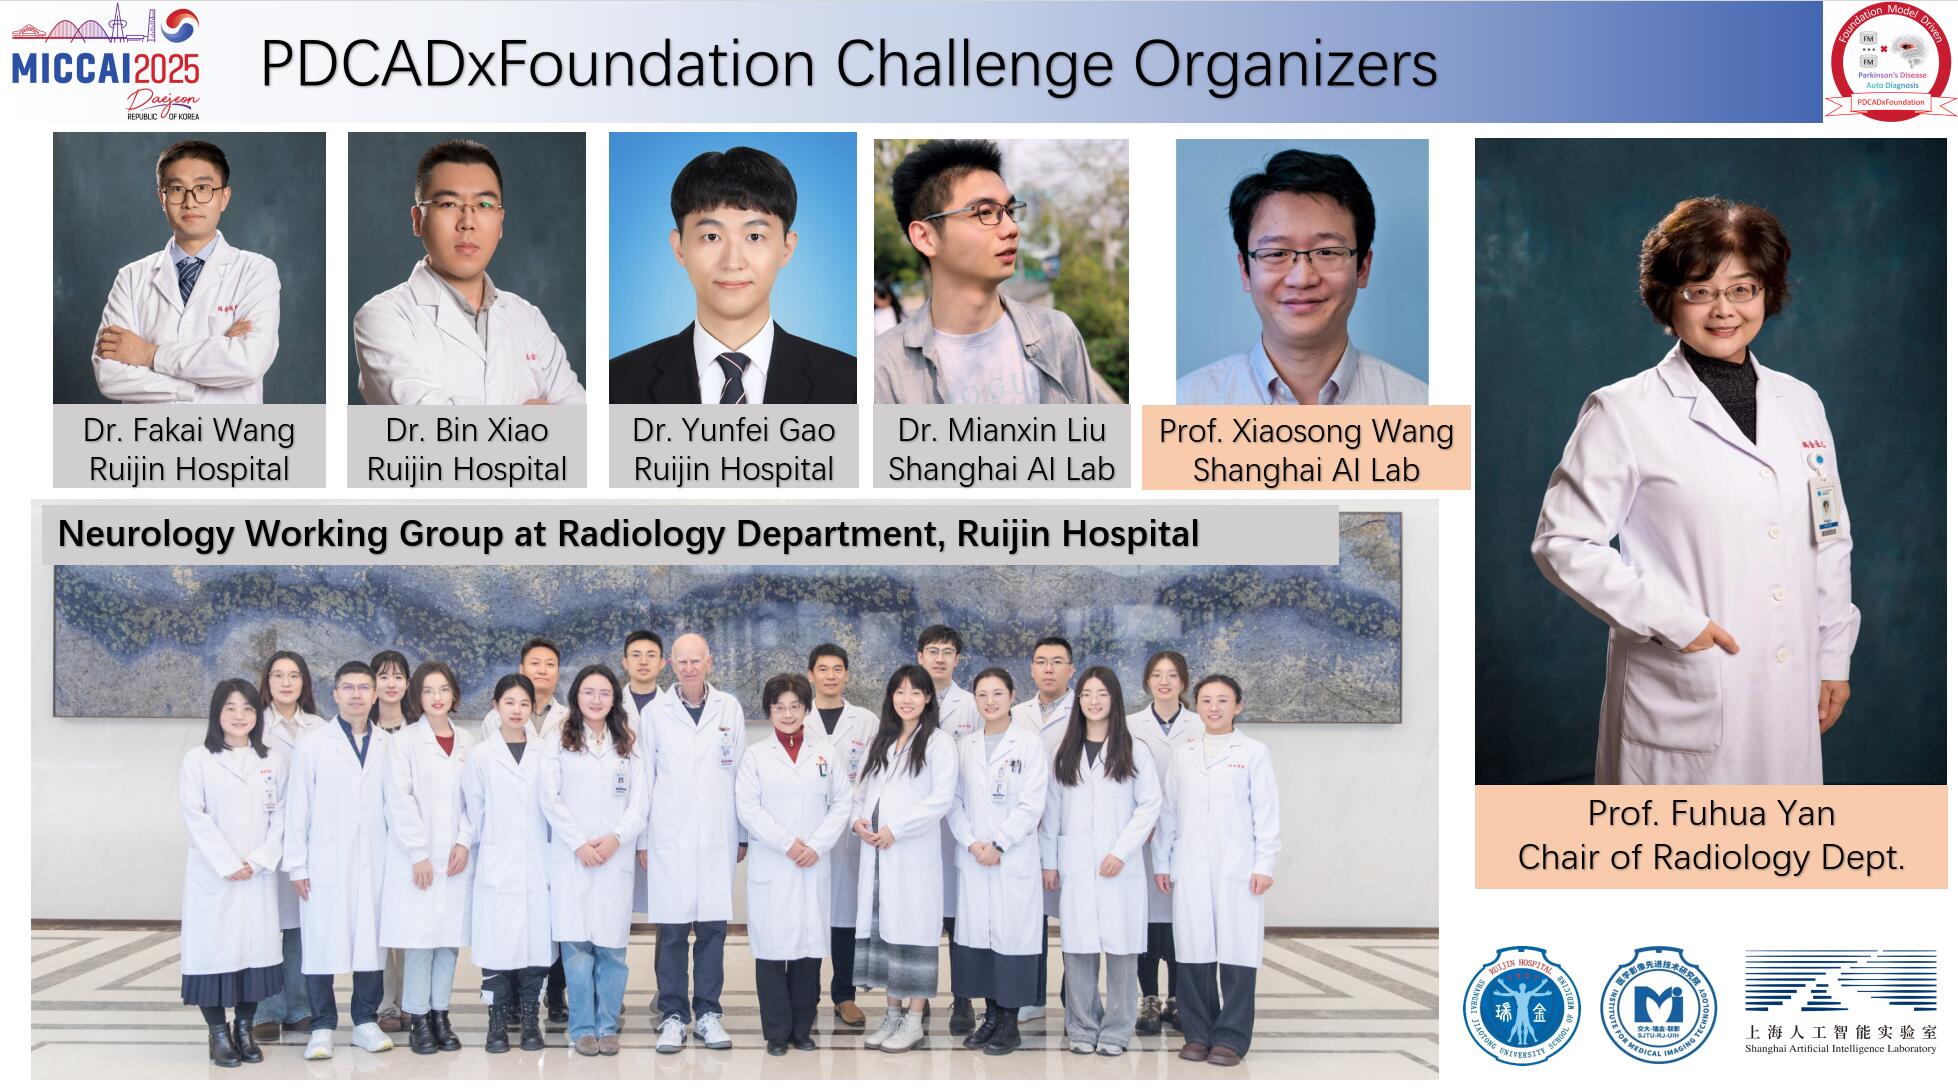 MICCAI2025
Daejeon
REPUBLIC OF KOREA
PDCADxFoundation Challenge Organizers
Foundation Model Driven
FM
FM
Parkinson's Disease
Auto Diagnosis
PDCADxFoundation
Dr. Fakai Wang
Ruijin Hospital
Dr. Bin Xiao
Ruijin Hospital
Dr. Yunfei Gao
Ruijin Hospital
Dr. Mianxin Liu
Shanghai AI Lab
Prof. Xiaosong Wang
Shanghai AI Lab
Neurology Working Group at Radiology Department, Ruijin Hospital
Prof. Fuhua Yan
Chair of Radiology Dept.
RUIJIN HOSPITAL
瑞金
SHANGHAI JIAOTONG UNIVERSITY SCHOOL OF MEDICINE
医学影像先进技术研究院
交大-瑞金-联影
SJTU-RJ-UIH
INSTITUTE FOR MEDICAL IMAGING TECHNOLOGY
上海人工智能实验室
Shanghai Artificial Intelligence Laboratory